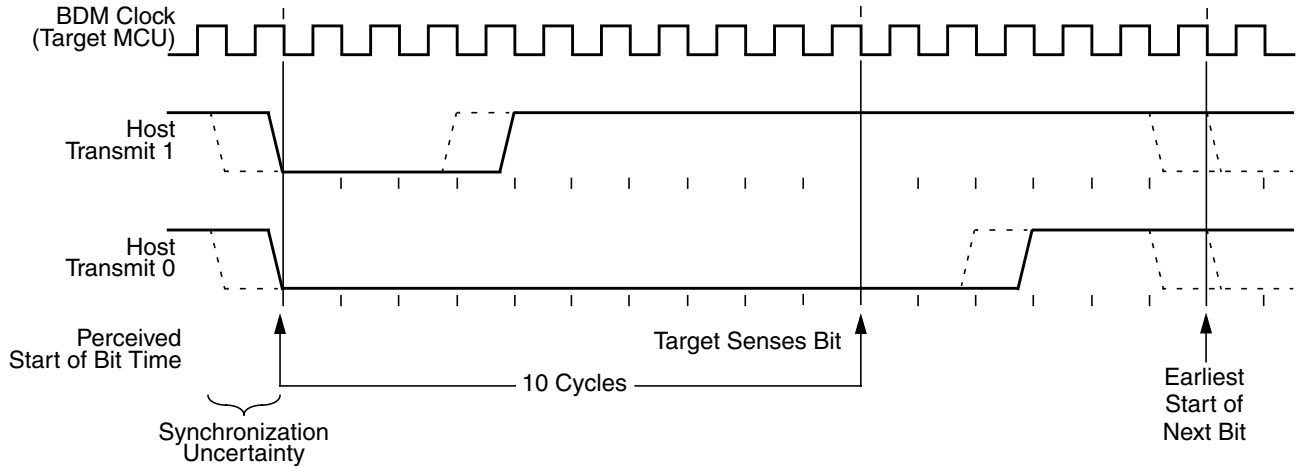 BDM Clock
(Target MCU)
Host
Transmit 1
Host
Transmit 0
Perceived
Start of Bit Time
Target Senses Bit
10 Cycles
Earliest
Start of
Next Bit
Synchronization
Uncertainty